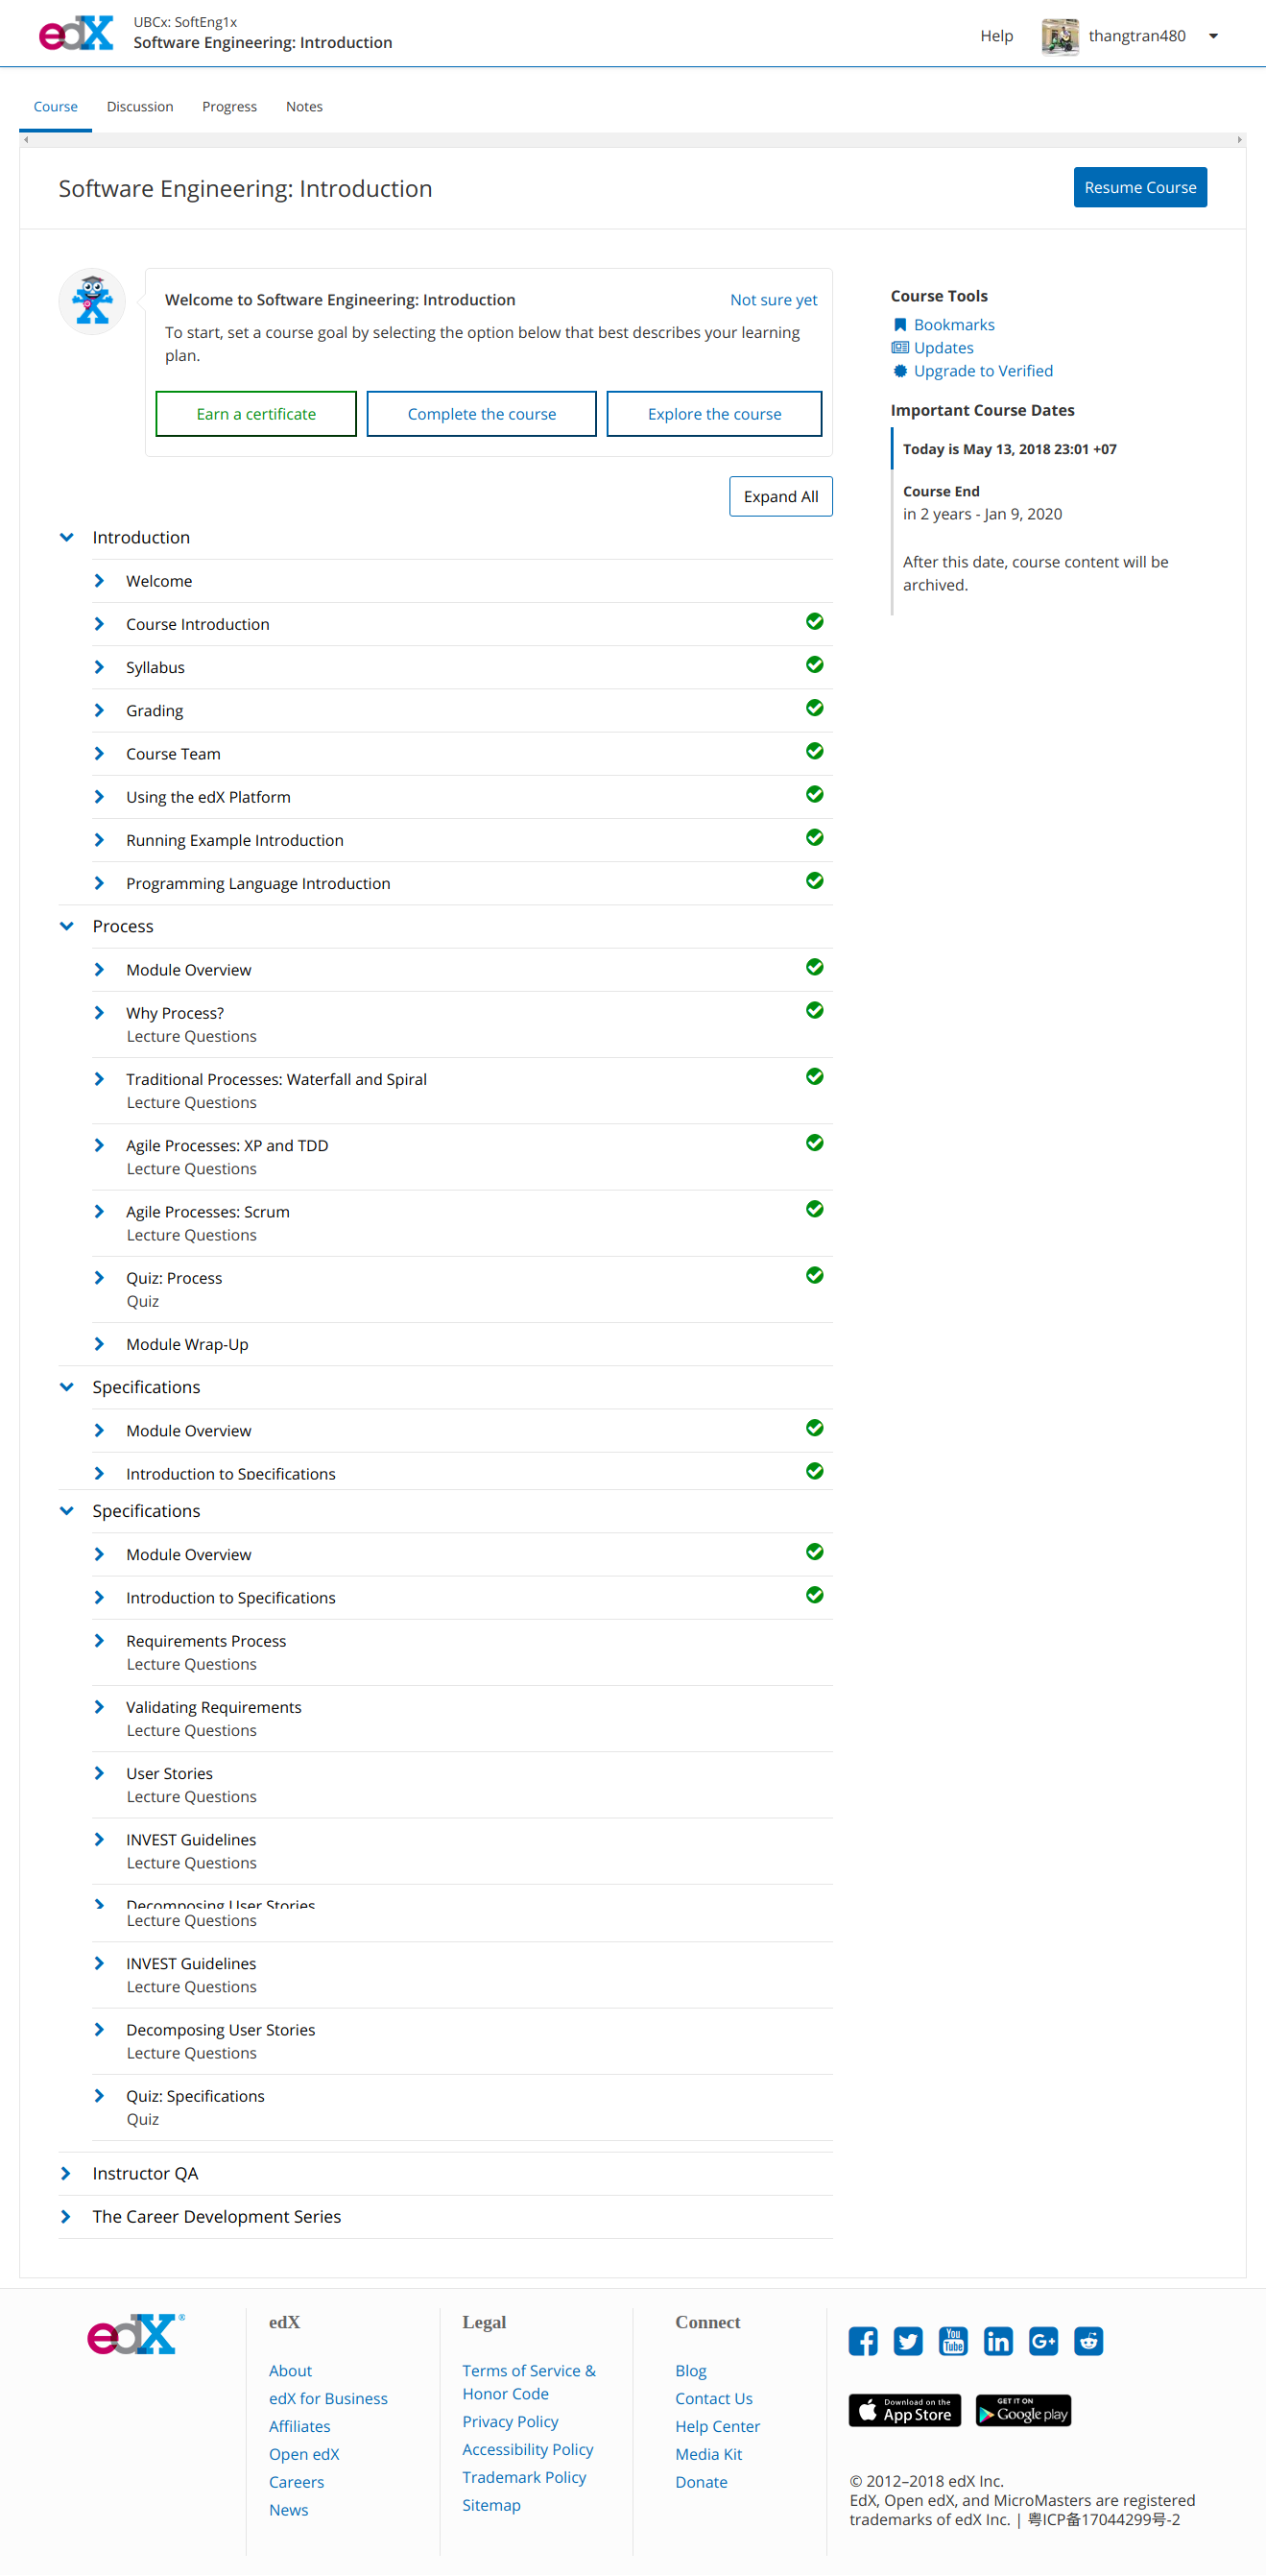 edX
UBCx: SoftEng1x
Software Engineering: Introduction
Help
thangtran480
Course
Discussion
Progress
Notes
Software Engineering: Introduction
Resume Course
Welcome to Software Engineering: Introduction
Not sure yet
To start, set a course goal by selecting the option below that best describes your learning
plan.
Earn a certificate
Complete the course
Explore the course
Course Tools
Bookmarks
Updates
Upgrade to Verified
Important Course Dates
Today is May 13, 2018 23:01 +07
Course End
in 2 years - Jan 9, 2020
After this date, course content will be
archived.
Expand All
Introduction
Welcome
Course Introduction
Syllabus
Grading
Course Team
Using the edX Platform
Running Example Introduction
Programming Language Introduction
Process
Module Overview
Why Process?
Lecture Questions
Traditional Processes: Waterfall and Spiral
Lecture Questions
Agile Processes: XP and TDD
Lecture Questions
Agile Processes: Scrum
Lecture Questions
Quiz: Process
Quiz
Module Wrap-Up
Specifications
Module Overview
Introduction to Specifications
Specifications
Module Overview
Introduction to Specifications
Requirements Process
Lecture Questions
Validating Requirements
Lecture Questions
User Stories
Lecture Questions
INVEST Guidelines
Lecture Questions
Decomposing User Stories
Lecture Questions
INVEST Guidelines
Lecture Questions
Decomposing User Stories
Lecture Questions
Quiz: Specifications
Quiz
Instructor QA
The Career Development Series
edX®
edX
About
edX for Business
Affiliates
Open edX
Careers
News
Legal
Terms of Service &
Honor Code
Privacy Policy
Accessibility Policy
Trademark Policy
Sitemap
Connect
Blog
Contact Us
Help Center
Media Kit
Donate
You
Tube
in
G+
Download on the
App Store
GET IT ON
Google play
© 2012–2018 edX Inc.
EdX, Open edX, and MicroMasters are registered
trademarks of edX Inc. | 粤ICP备17044299号-2